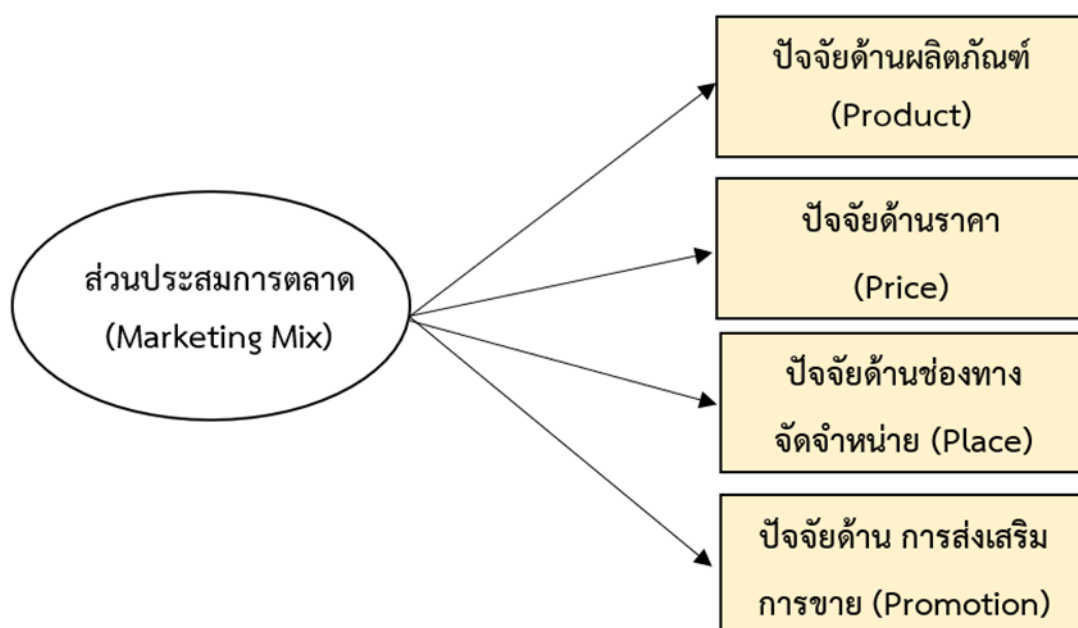 ส่วนประสมการตลาด
(Marketing Mix)
ปัจจัยด้านผลิตภัณฑ์
(Product)
ปัจจัยด้านราคา
(Price)
ปัจจัยด้านช่องทาง
จัดจำหน่าย (Place)
ปัจจัยด้าน การส่งเสริม
การขาย (Promotion)